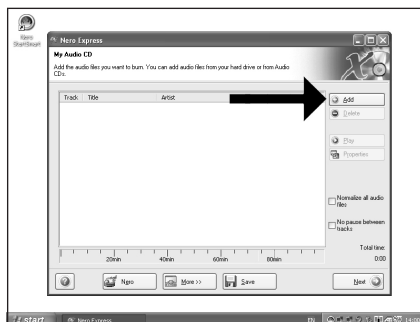 Nero
StartSmart
Nero Express
My Audio CD
Add the audio files you want to burn. You can add audio files from your hard drive or from Audio
CDs.
Track Title Artist
Add
Delete
Play
Properties
Normalize all audio
files
No pause between
tracks
Total time:
0:00
20min 40min 60min 80min
Nero
More >>
Save
Next
start
Nero Express
EN
14:00